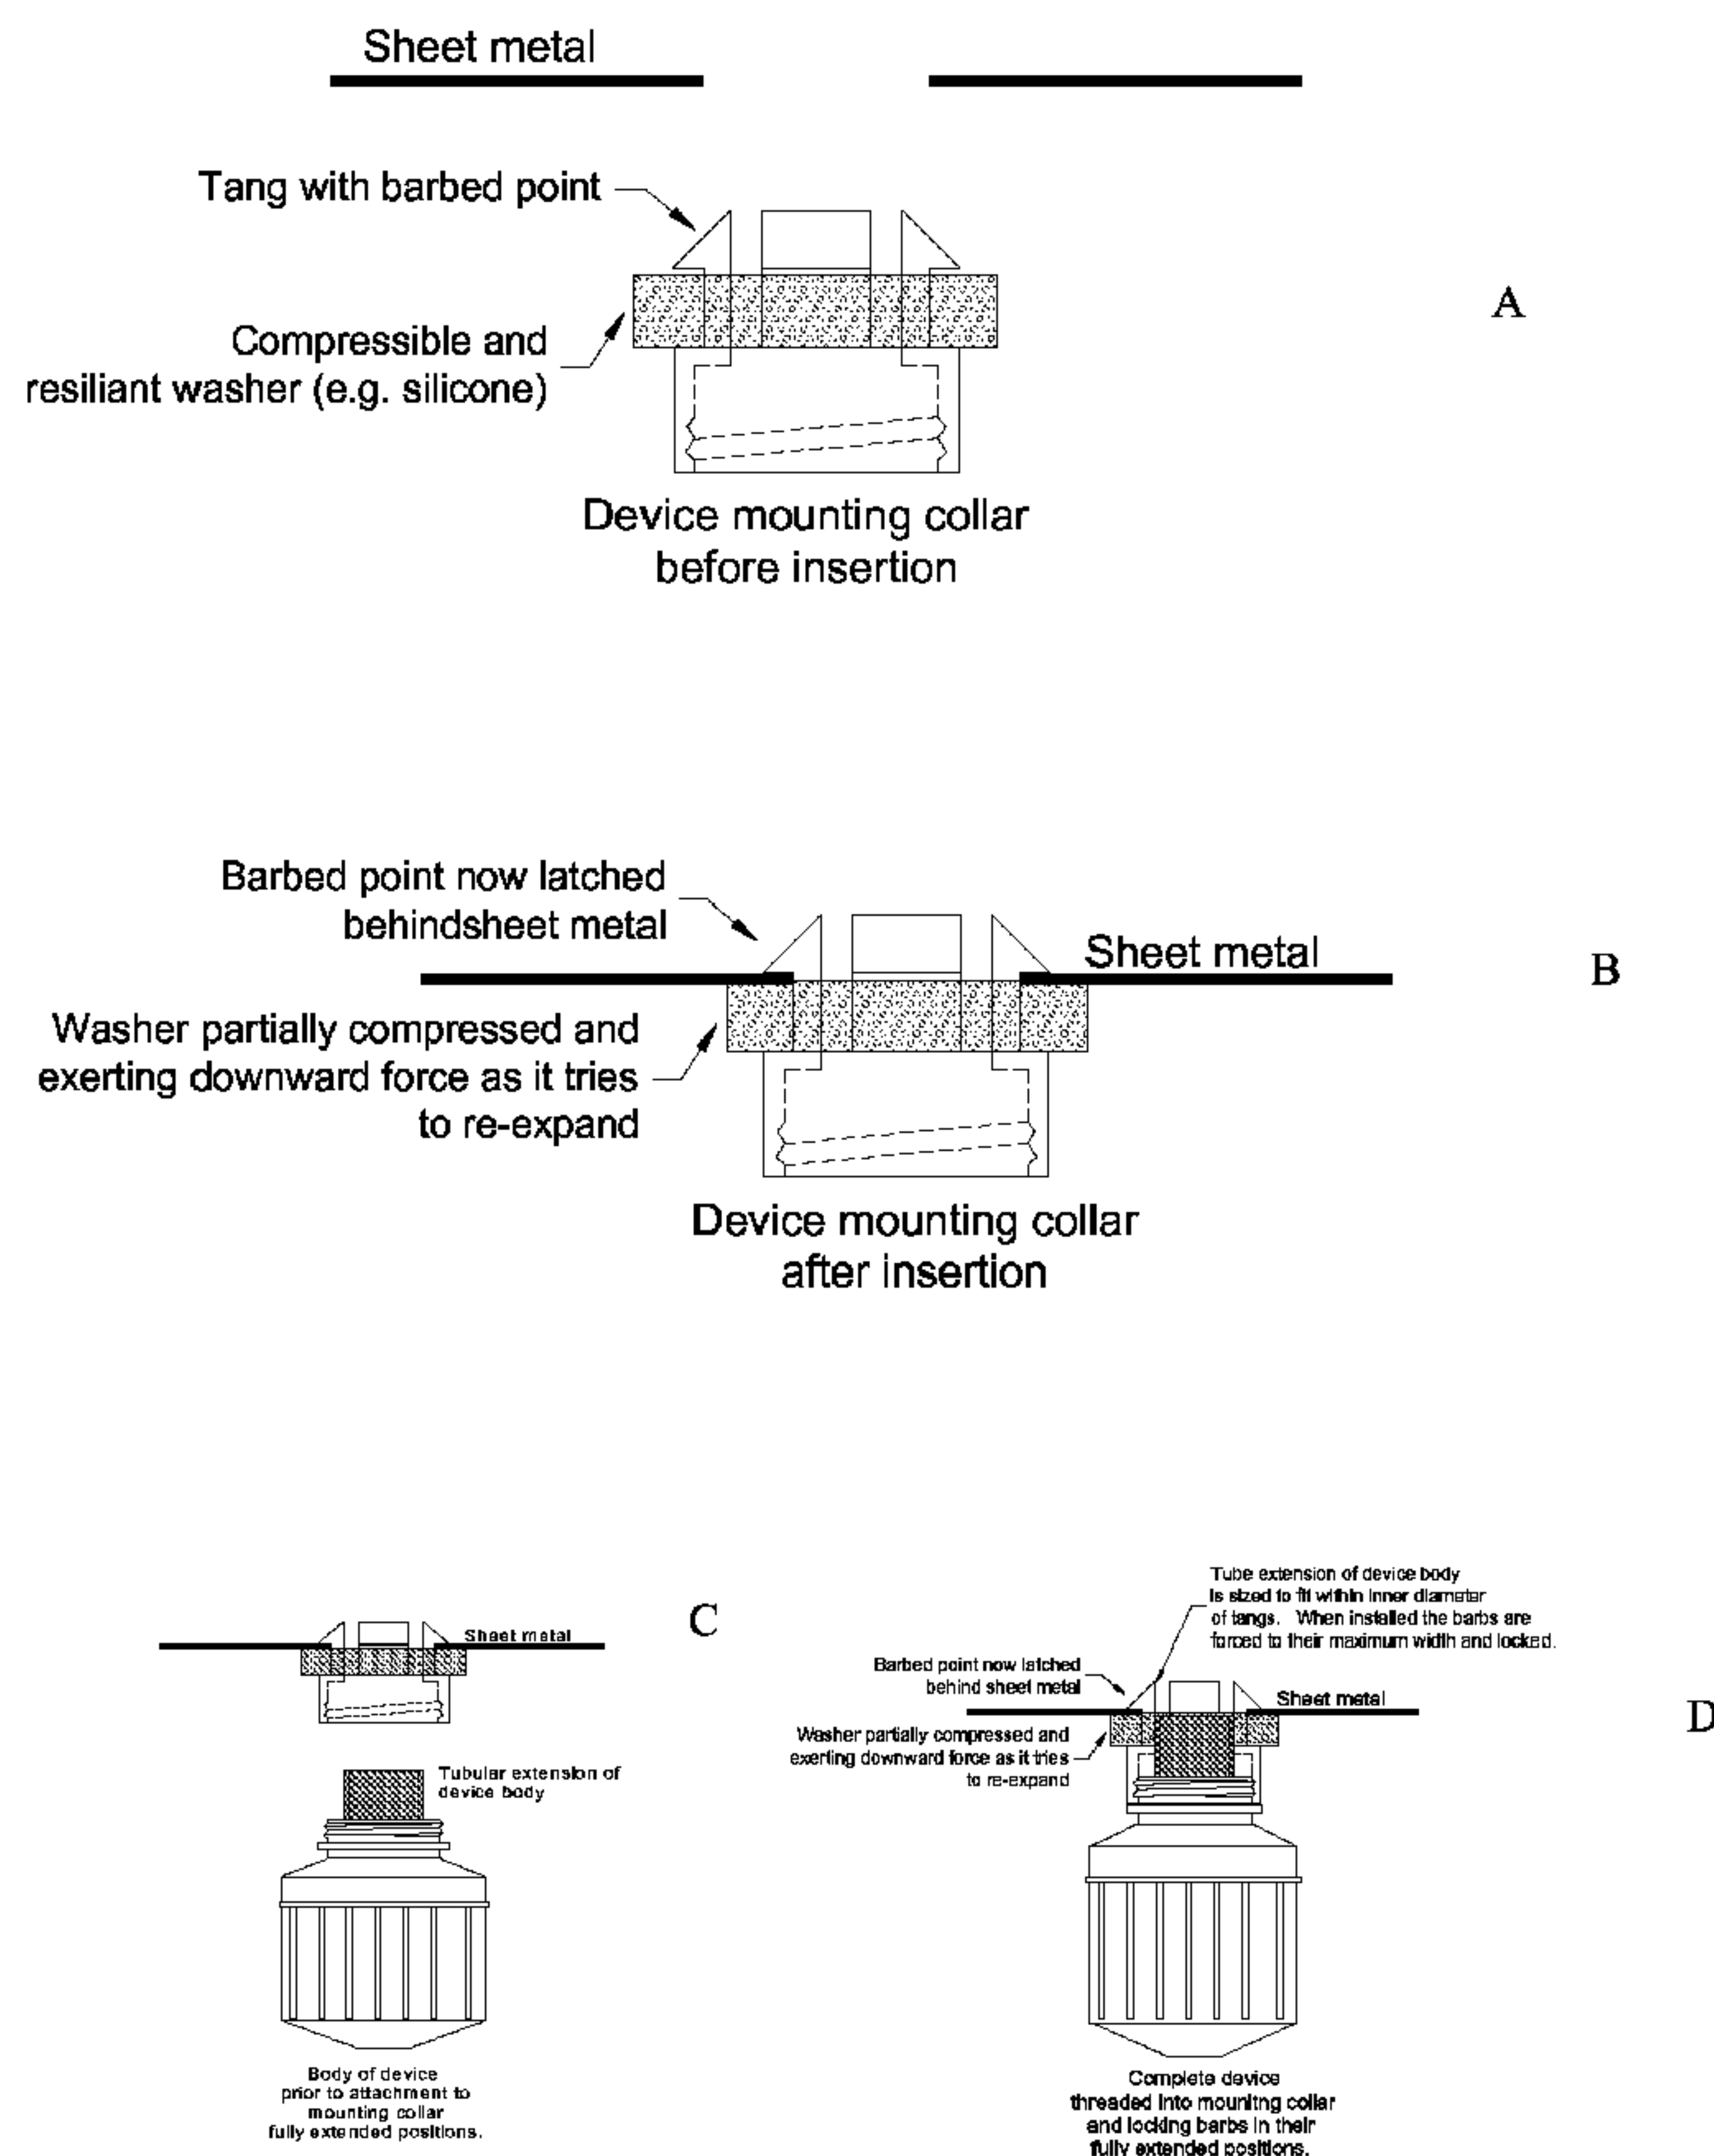 Sheet metal
Tang with barbed point
A
Compressible and
resiliant washer (e.g. silicone)
Device mounting collar
before insertion
Barbed point now latched
behindsheet metal
Sheet metal
B
Washer partially compressed and
exerting downward force as it tries
to re-expand
Device mounting collar
after insertion
C
Sheet metal
Tubular extension of
device body
Body of device
prior to attachment to
mounting collar
fully extended positions.
Tube extension of device body
is sized to fit within inner diameter
of tangs. When installed the barbs are
forced to their maximum width and locked.
Barbed point now latched
behind sheet metal
Sheet metal
D
Washer partially compressed and
exerting downward force as it tries
to re-expand
Complete device
threaded into mounitng collar
and locking barbs in their
fully extended positions.